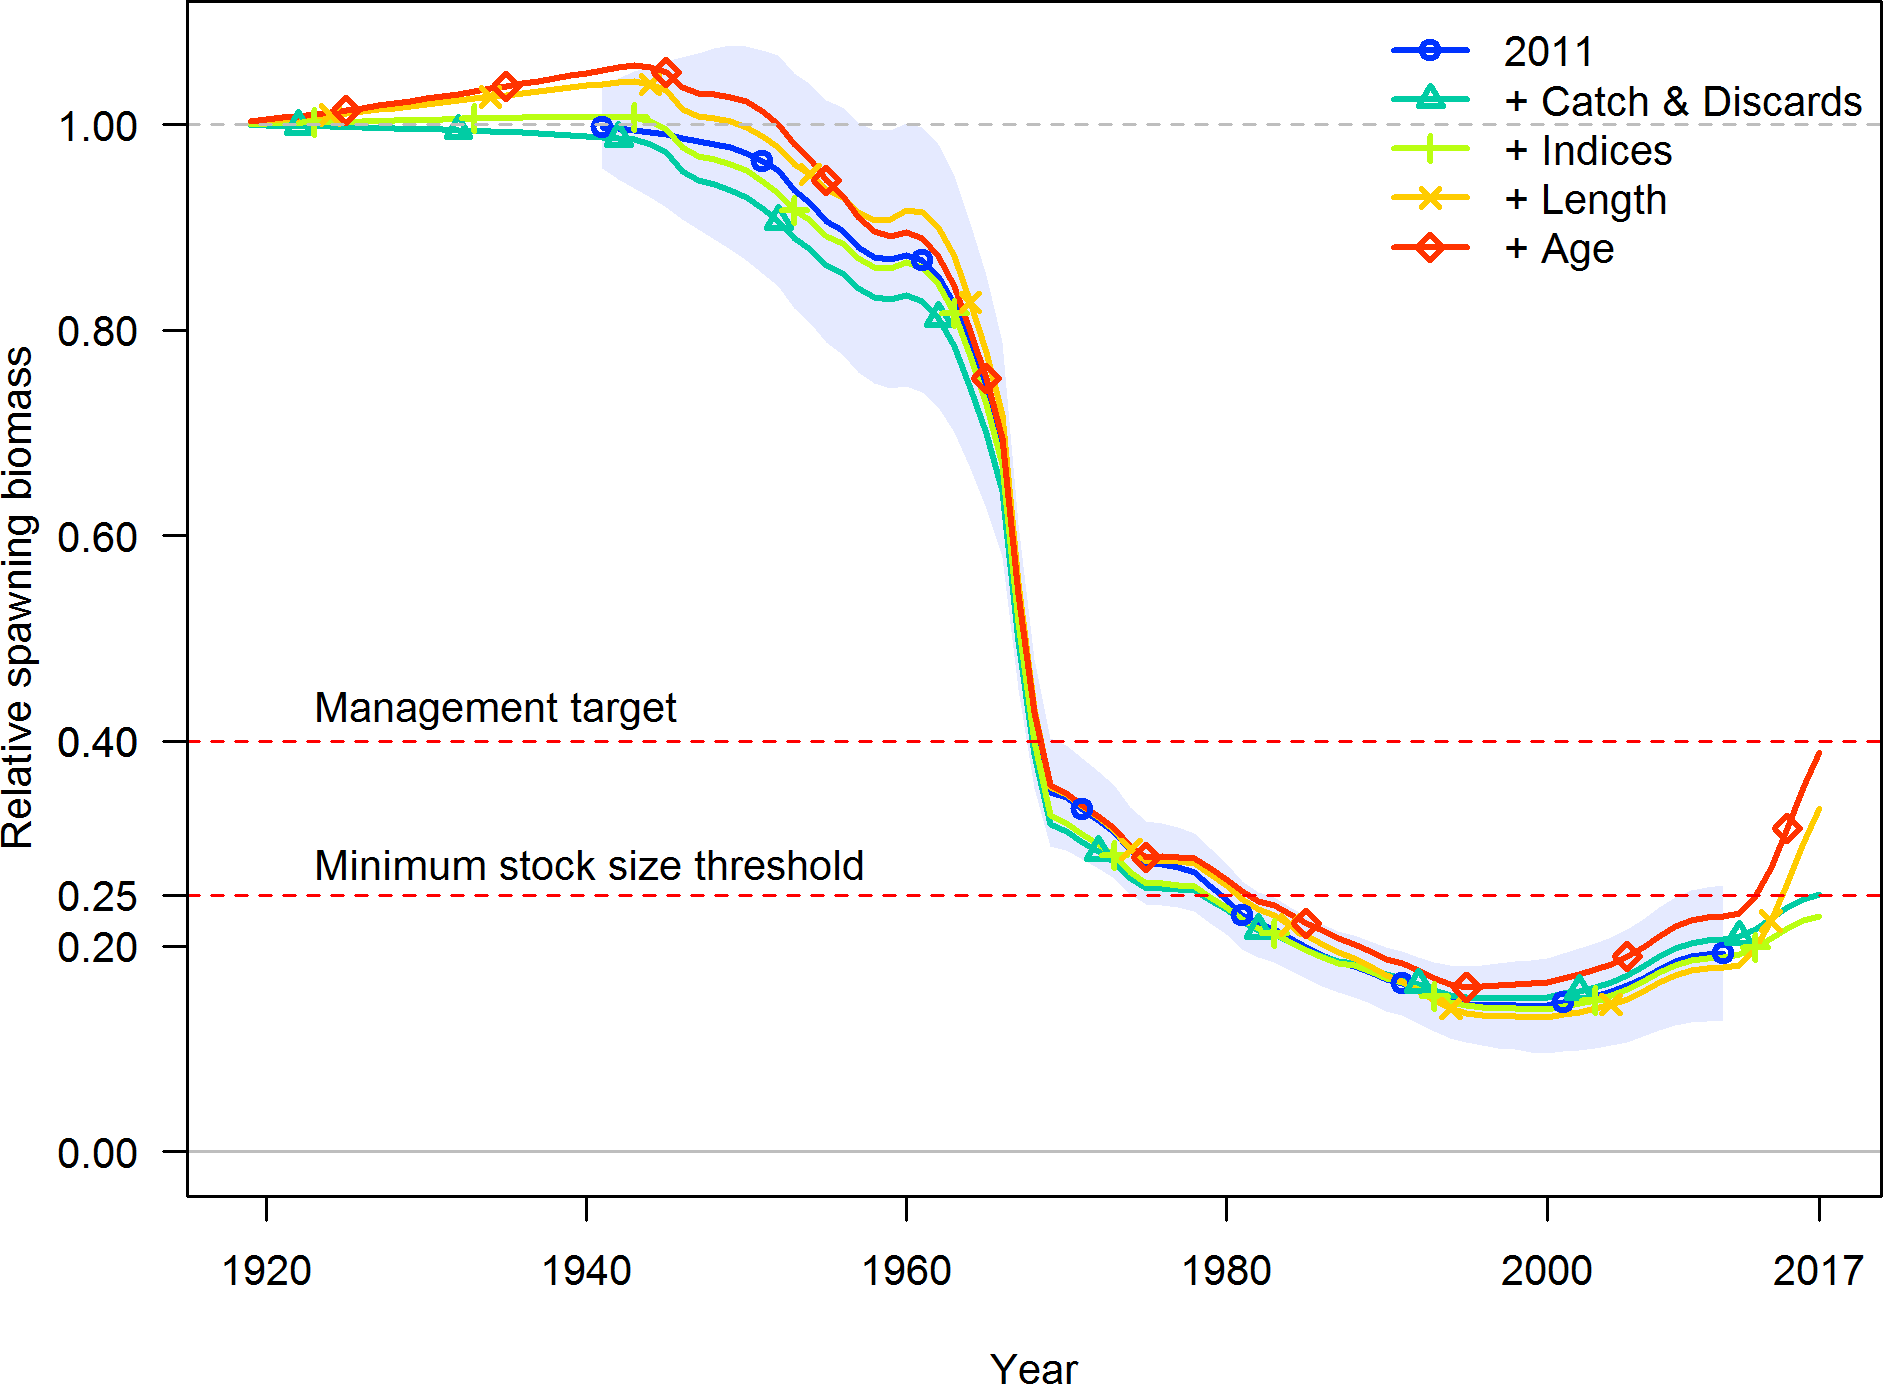 2011
+ Catch & Discards
+ Indices
+ Length
+ Age
Relative spawning biomass
1.00
0.80
0.60
0.40
0.25
0.20
0.00
Management target
Minimum stock size threshold
1920
1940
1960
1980
2000
2017
Year